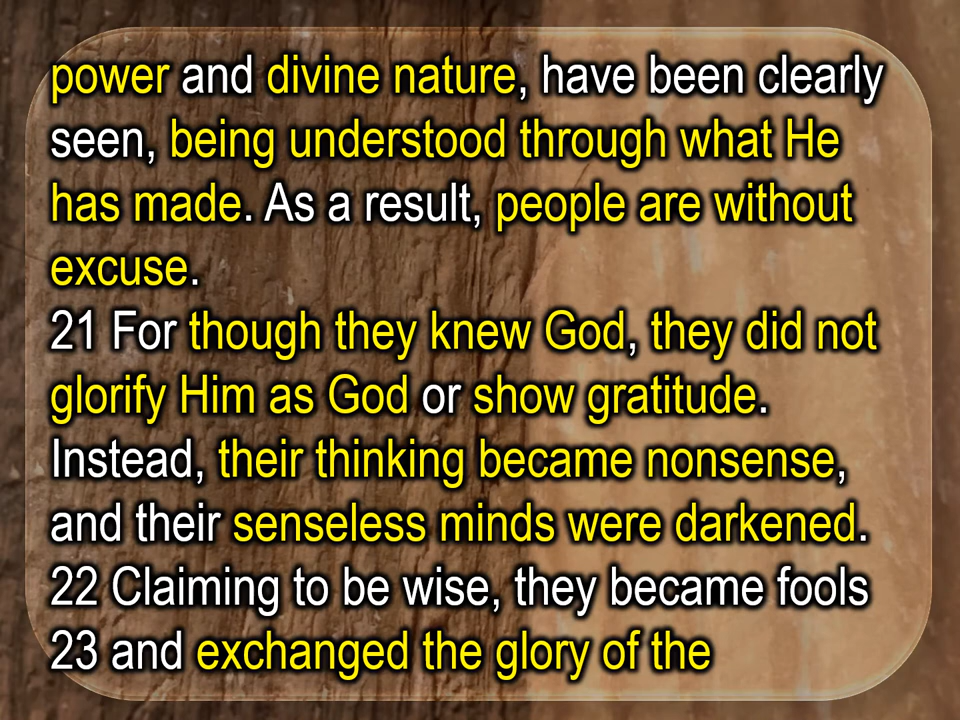 power and divine nature, have been clearly
seen, being understood through what He
has made. As a result, people are without
excuse.
21 For though they knew God, they did not
glorify Him as God or show gratitude.
Instead, their thinking became nonsense,
and their senseless minds were darkened.
22 Claiming to be wise, they became fools
23 and exchanged the glory of the